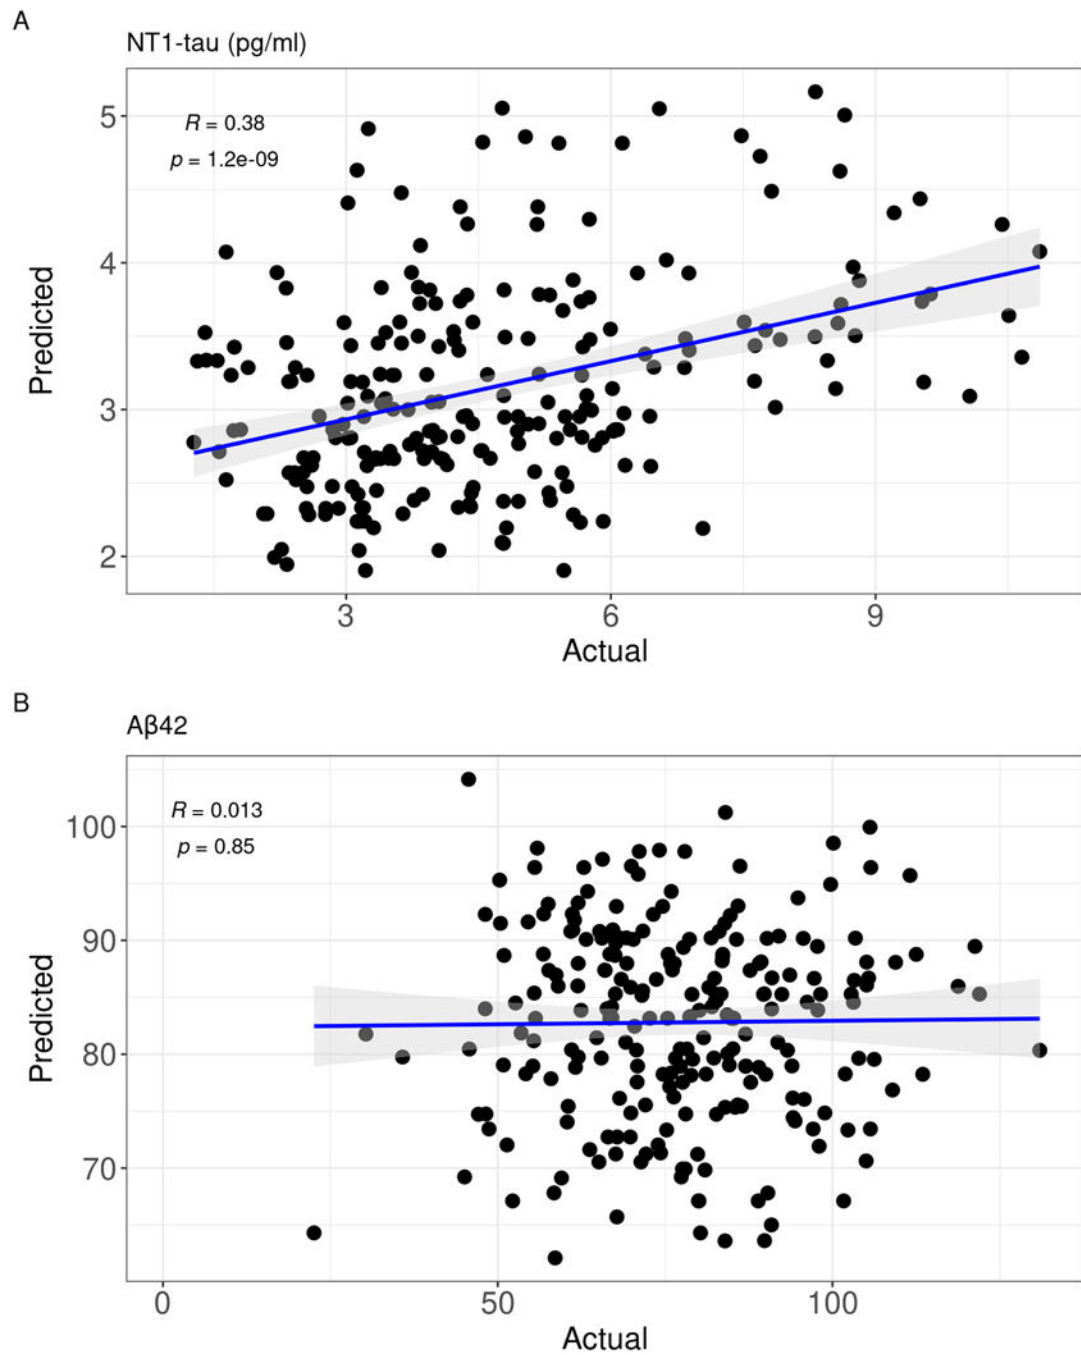 A
NT1-tau (pg/ml)
R = 0.38
p = 1.2e-09
5
4
3
2
Predicted
3 6 9
Actual
B
Aβ42
R = 0.013
p = 0.85
100
90
80
70
Predicted
0 50 100
Actual